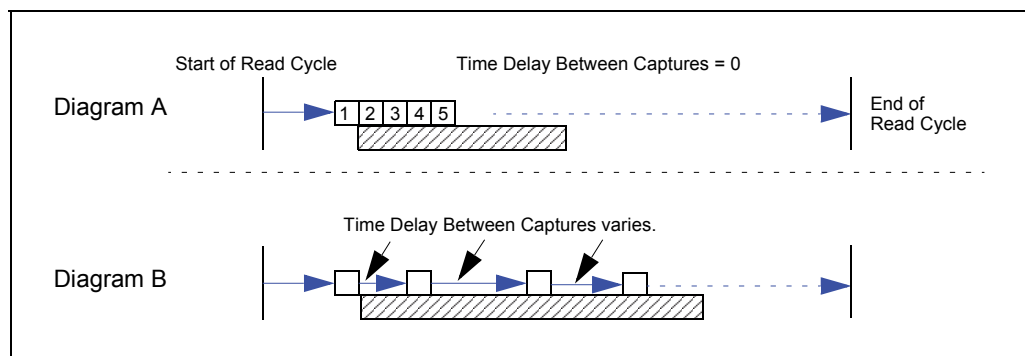 Start of Read Cycle
Time Delay Between Captures = 0
Diagram A
1 2 3 4 5
End of
Read Cycle
Time Delay Between Captures varies.
Diagram B